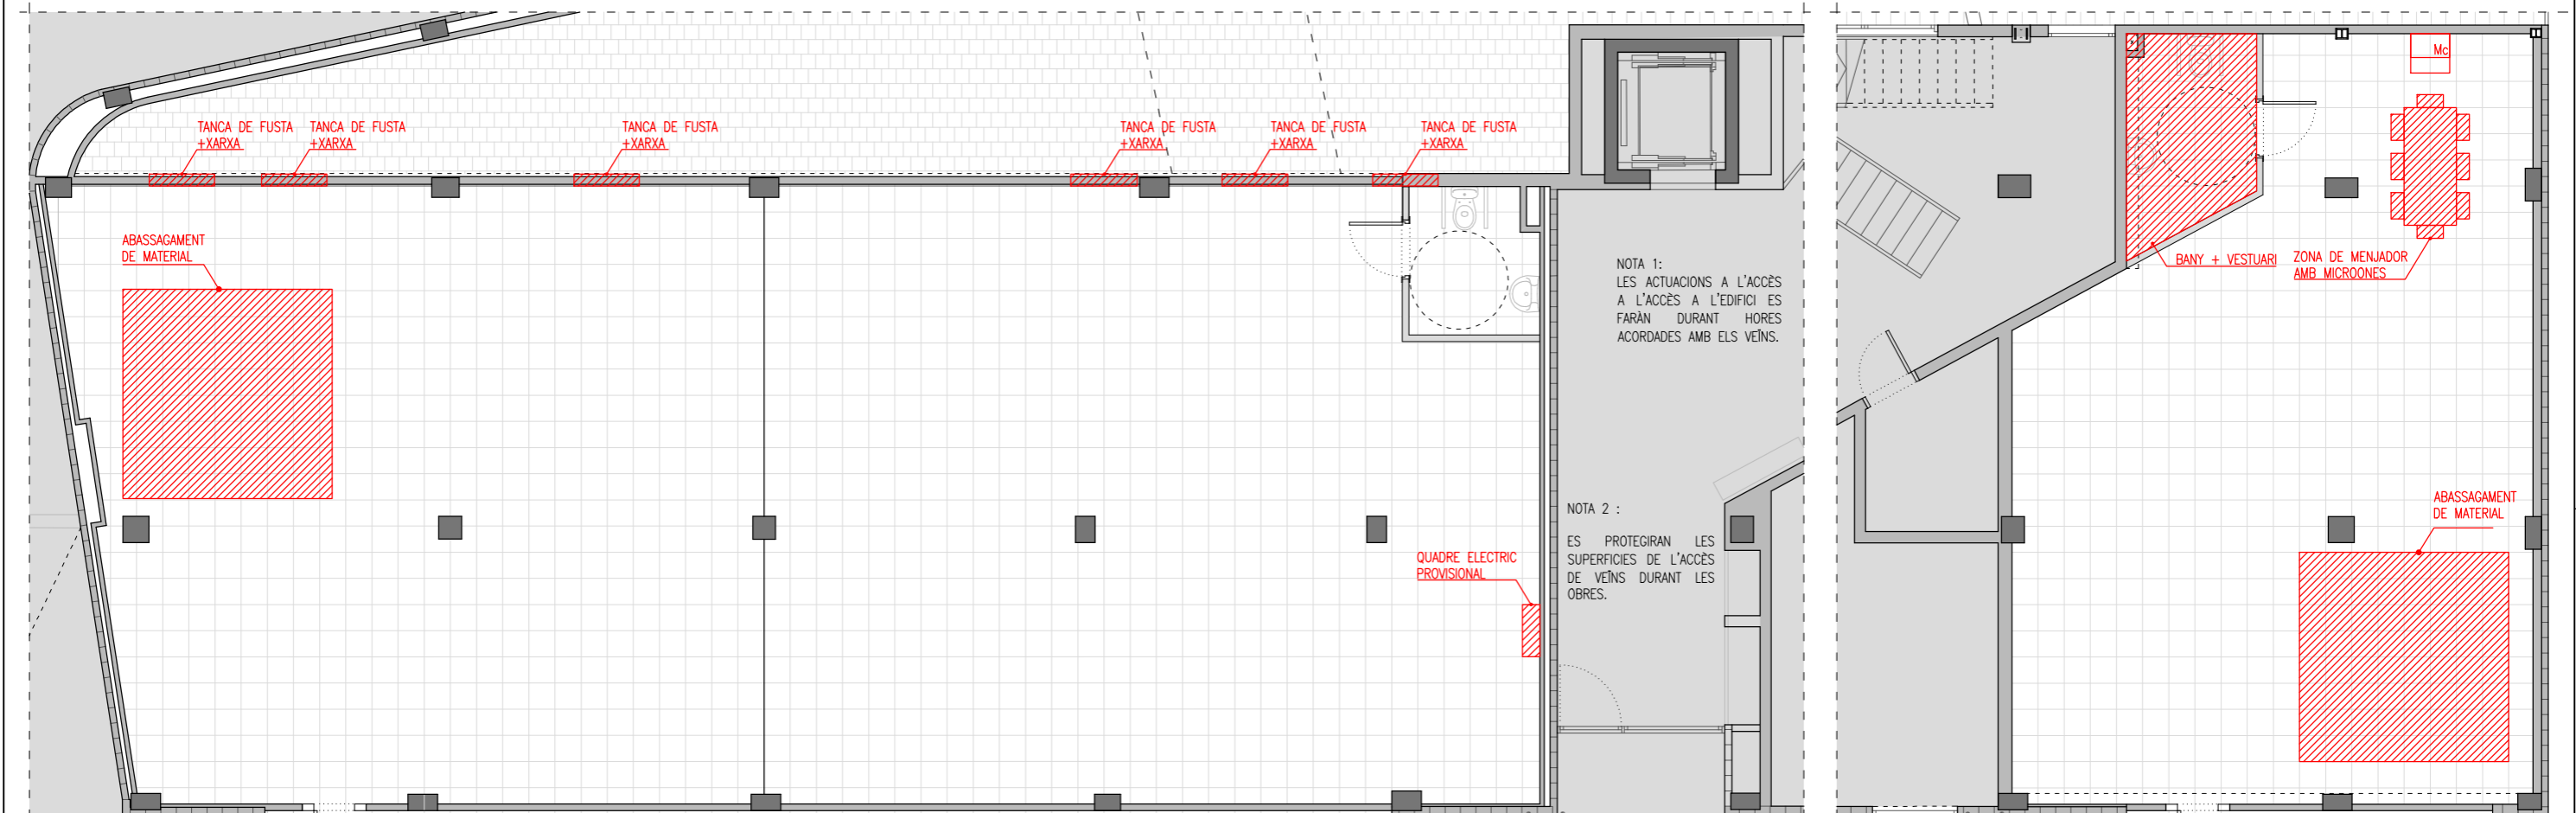 TANCA DE FUSTA
+XARXA
TANCA DE FUSTA
+XARXA
TANCA DE FUSTA
+XARXA
TANCA DE FUSTA
+XARXA
TANCA DE FUSTA
+XARXA
TANCA DE FUSTA
+XARXA
Mc
ABASSAGAMENT
DE MATERIAL
NOTA 1:
LES ACTUACIONS A L'ACCÈS
A L'ACCÈS A L'EDIFICI ES
FARÀN DURANT HORES
ACORDADES AMB ELS VEÏNS.
BANY + VESTUARI
ZONA DE MENJADOR
AMB MICROONES
NOTA 2 :
ES PROTEGIRAN LES
SUPERFICIES DE L'ACCÈS
DE VEÏNS DURANT LES
OBRES.
QUADRE ELECTRIC
PROVISIONAL
ABASSAGAMENT
DE MATERIAL